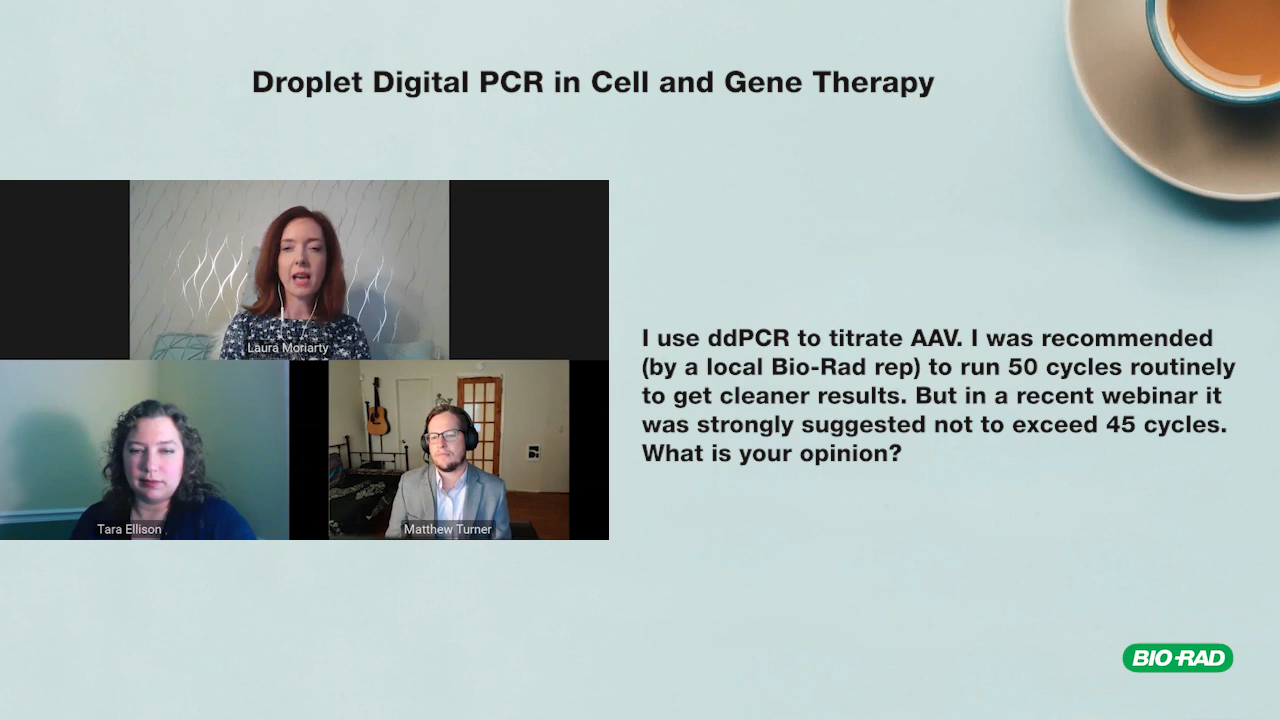 Droplet Digital PCR in Cell and Gene Therapy
Laura Moriarty
Tara Ellison
Matthew Turner
I use ddPCR to titrate AAV. I was recommended
(by a local Bio-Rad rep) to run 50 cycles routinely
to get cleaner results. But in a recent webinar it
was strongly suggested not to exceed 45 cycles.
What is your opinion?
BIO-RAD